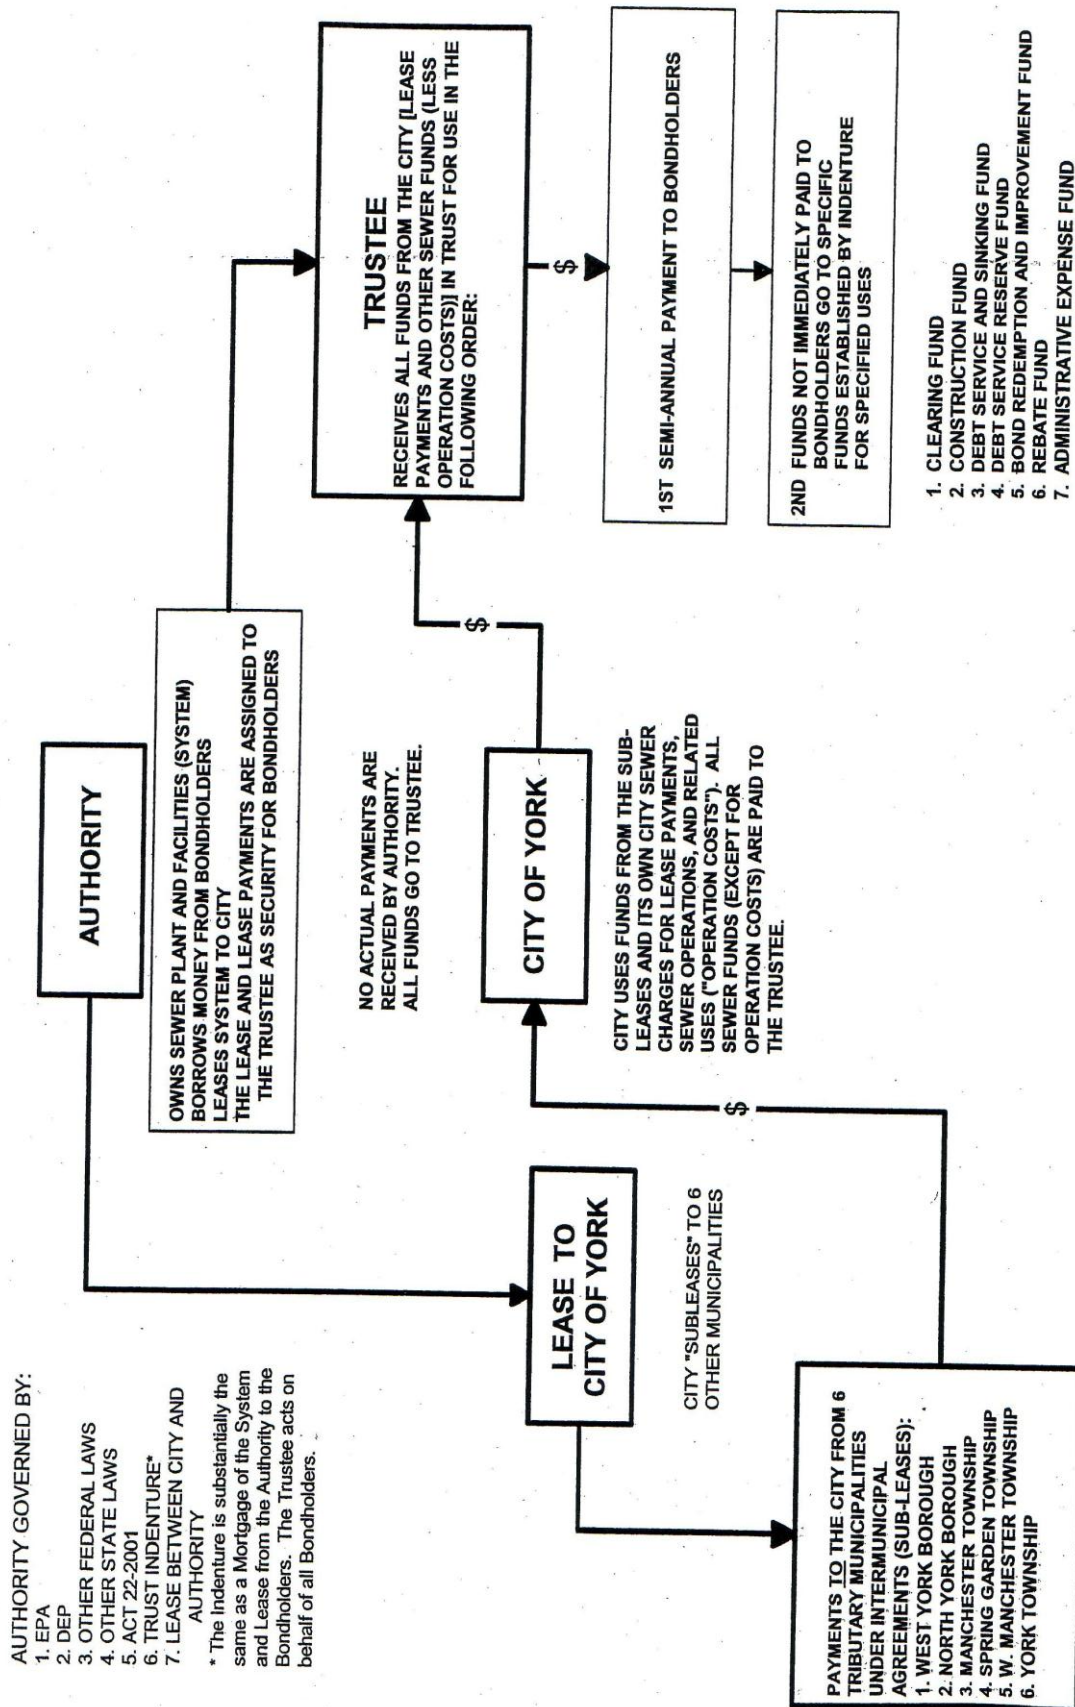 AUTHORITY GOVERNED BY:
1. EPA
2. DEP
3. OTHER FEDERAL LAWS
4. OTHER STATE LAWS
5. ACT 22-2001
6. TRUST INDENTURE*
7. LEASE BETWEEN CITY AND
AUTHORITY
* The Indenture is substantially the
same as a Mortgage of the System
and Lease from the Authority to the
Bondholders. The Trustee acts on
behalf of all Bondholders.
AUTHORITY
OWNS SEWER PLANT AND FACILITIES (SYSTEM)
BORROWS MONEY FROM BONDHOLDERS
LEASES SYSTEM TO CITY
THE LEASE AND LEASE PAYMENTS ARE ASSIGNED TO
THE TRUSTEE AS SECURITY FOR BONDHOLDERS
NO ACTUAL PAYMENTS ARE
RECEIVED BY AUTHORITY.
ALL FUNDS GO TO TRUSTEE.
LEASE TO
CITY OF YORK
CITY "SUBLEASES" TO 6
OTHER MUNICIPALITIES
PAYMENTS TO THE CITY FROM 6
TRIBUTARY MUNICIPALITIES
UNDER INTERMUNICIPAL
AGREEMENTS (SUB-LEASES):
1. WEST YORK BOROUGH
2. NORTH YORK BOROUGH
3. MANCHESTER TOWNSHIP
4. SPRING GARDEN TOWNSHIP
5. W. MANCHESTER TOWNSHIP
6. YORK TOWNSHIP
$
CITY OF YORK
CITY USES FUNDS FROM THE SUB-
LEASES AND ITS OWN CITY SEWER
CHARGES FOR LEASE PAYMENTS,
SEWER OPERATIONS, AND RELATED
USES ("OPERATION COSTS"). ALL
SEWER FUNDS (EXCEPT FOR
OPERATION COSTS) ARE PAID TO
THE TRUSTEE.
$
TRUSTEE
RECEIVES ALL FUNDS FROM THE CITY [LEASE
PAYMENTS AND OTHER SEWER FUNDS (LESS
OPERATION COSTS)] IN TRUST FOR USE IN THE
FOLLOWING ORDER:
$
1ST SEMI-ANNUAL PAYMENT TO BONDHOLDERS
2ND FUNDS NOT IMMEDIATELY PAID TO
BONDHOLDERS GO TO SPECIFIC
FUNDS ESTABLISHED BY INDENTURE
FOR SPECIFIED USES
1. CLEARING FUND
2. CONSTRUCTION FUND
3. DEBT SERVICE AND SINKING FUND
4. DEBT SERVICE RESERVE FUND
5. BOND REDEMPTION AND IMPROVEMENT FUND
6. REBATE FUND
7. ADMINISTRATIVE EXPENSE FUND